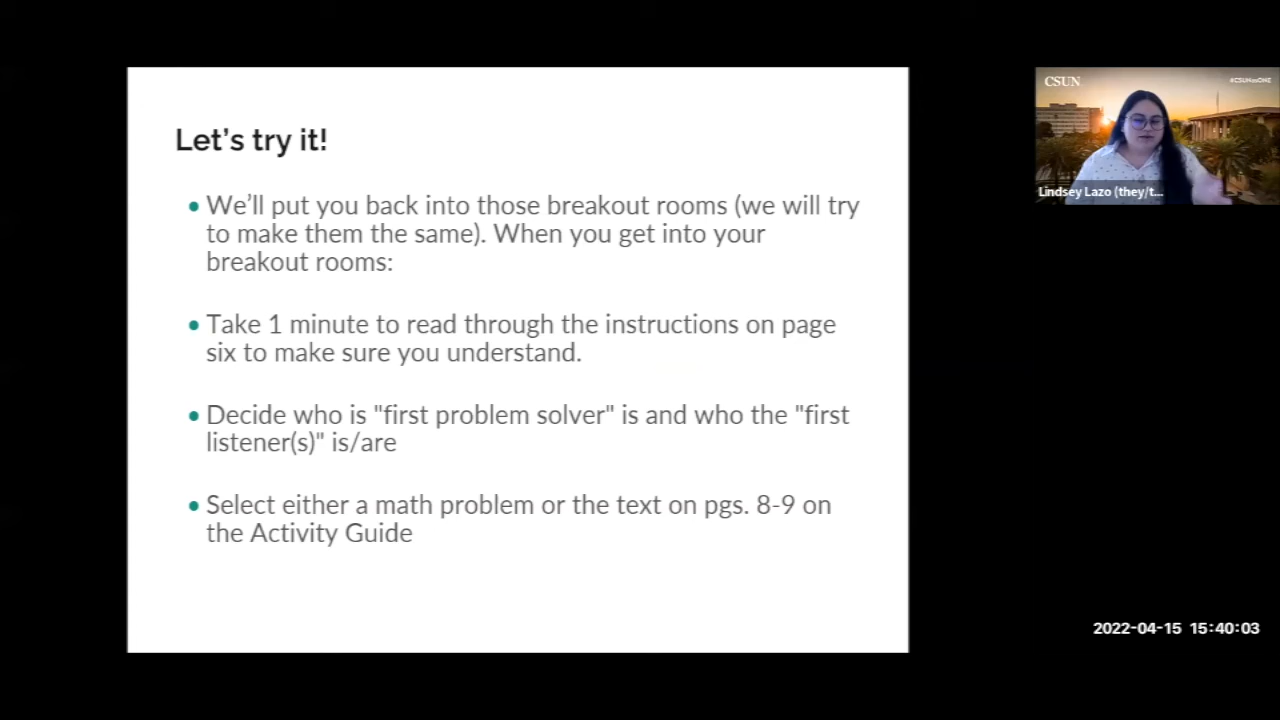 Let's try it!
We'll put you back into those breakout rooms (we will try
to make them the same). When you get into your
breakout rooms:
Take 1 minute to read through the instructions on page
six to make sure you understand.
Decide who is "first problem solver" is and who the "first
listener(s)" is/are
Select either a math problem or the text on pgs. 8-9 on
the Activity Guide
CSUN
#CSUNasONE
Lindsey Lazo (they/t...
2022-04-15 15:40:03